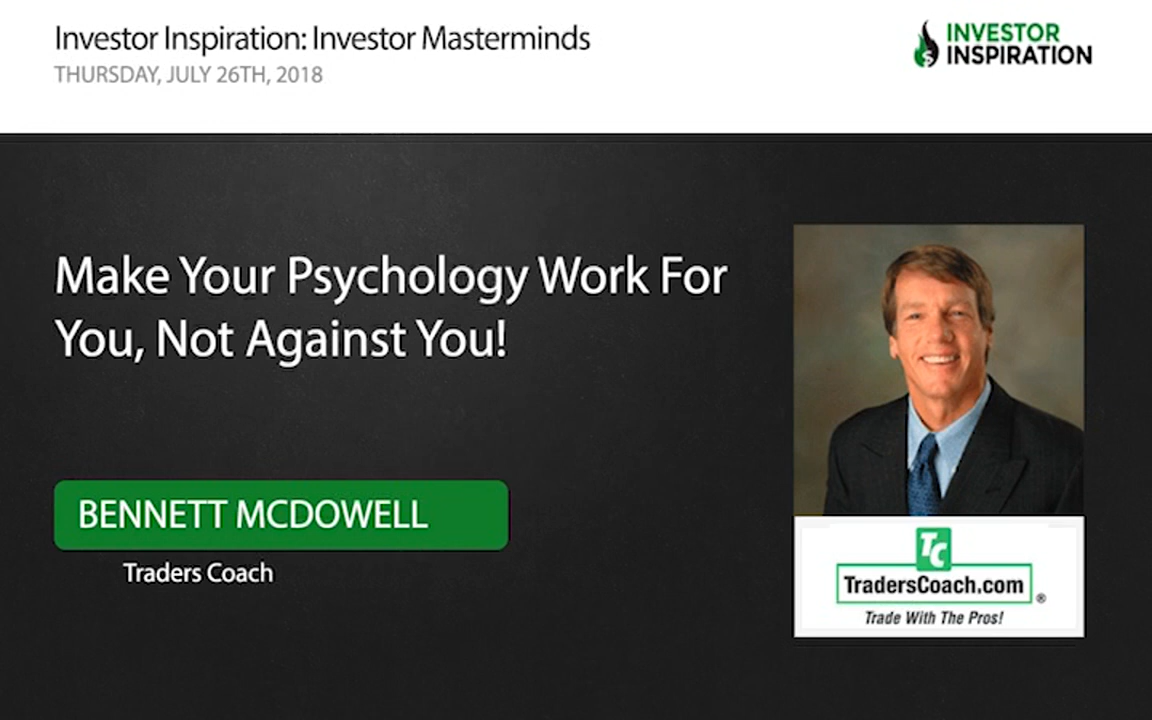 Investor Inspiration: Investor Masterminds
THURSDAY, JULY 26TH, 2018
INVESTOR
INSPIRATION
Make Your Psychology Work For
You, Not Against You!
BENNETT MCDOWELL
Traders Coach
TC
TradersCoach.com®
Trade With The Pros!